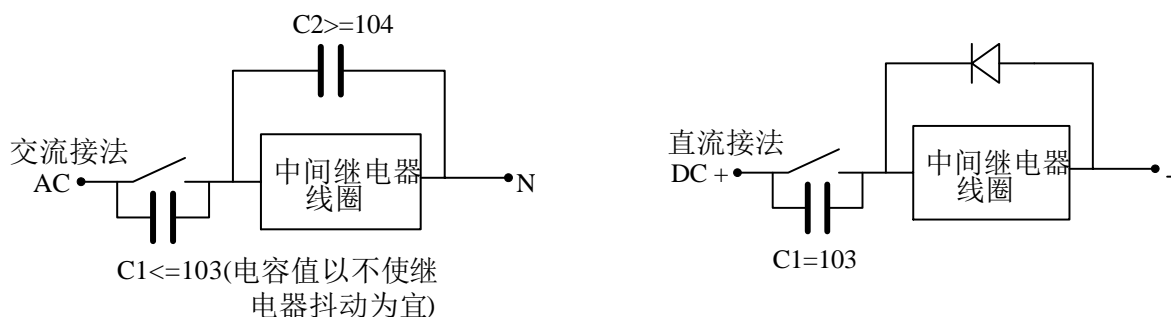 C2>=104
交流接法
AC
中间继电器
线圈
N
C1<=103(电容值以不使继
电器抖动为宜)
直流接法
DC +
中间继电器
线圈
-
C1=103